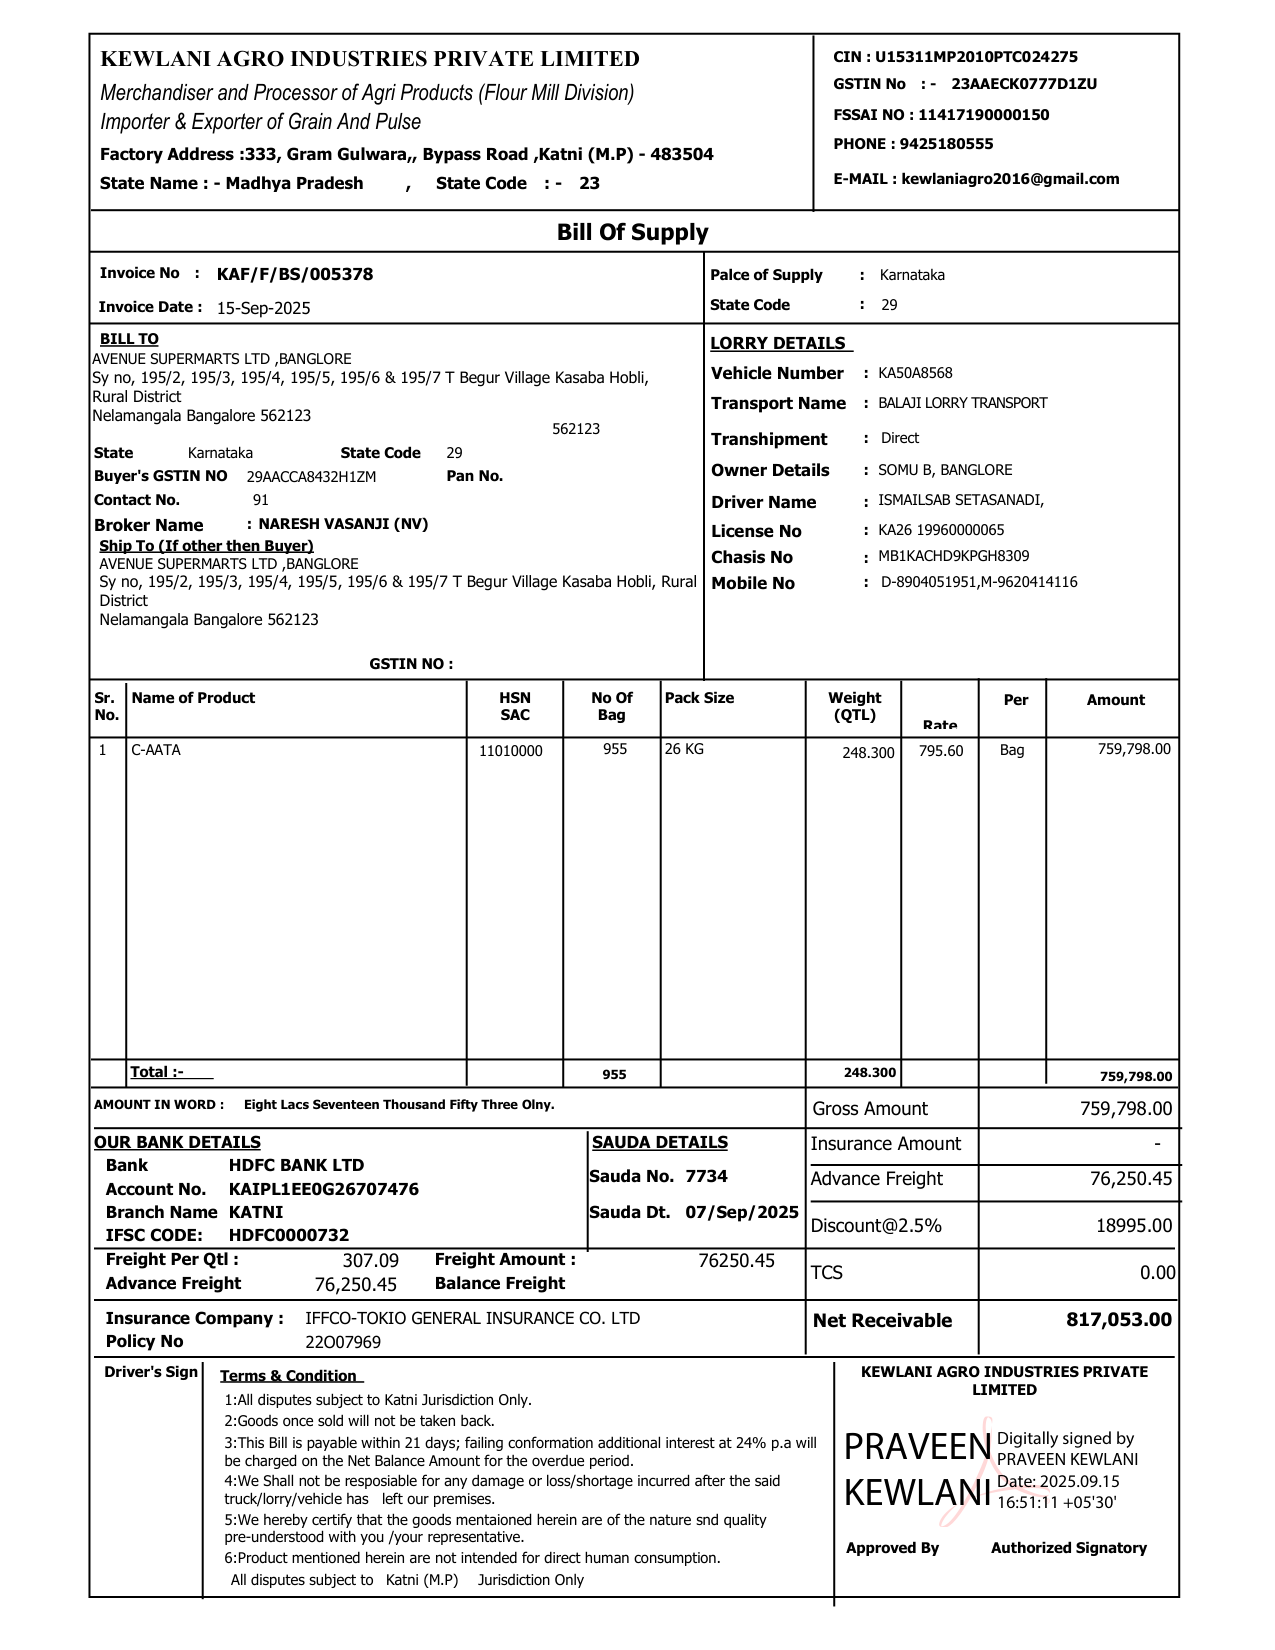 KEWLANI AGRO INDUSTRIES PRIVATE LIMITED
Merchandiser and Processor of Agri Products (Flour Mill Division)
Importer & Exporter of Grain And Pulse
Factory Address :333, Gram Gulwara,, Bypass Road ,Katni (M.P) - 483504
State Name : - Madhya Pradesh , State Code : - 23
CIN : U15311MP2010PTC024275
GSTIN No : - 23AAECK0777D1ZU
FSSAI NO : 11417190000150
PHONE : 9425180555
E-MAIL : kewlaniagro2016@gmail.com
Bill Of Supply
Invoice No : KAF/F/BS/005378
Invoice Date : 15-Sep-2025
Palce of Supply : Karnataka
State Code : 29
BILL TO
AVENUE SUPERMARTS LTD ,BANGLORE
Sy no, 195/2, 195/3, 195/4, 195/5, 195/6 & 195/7 T Begur Village Kasaba Hobli,
Rural District
Nelamangala Bangalore 562123
562123
State Karnataka State Code 29
Buyer's GSTIN NO 29AACCA8432H1ZM Pan No.
Contact No. 91
Broker Name : NARESH VASANJI (NV)
Ship To (If other then Buyer)
AVENUE SUPERMARTS LTD ,BANGLORE
Sy no, 195/2, 195/3, 195/4, 195/5, 195/6 & 195/7 T Begur Village Kasaba Hobli, Rural
District
Nelamangala Bangalore 562123
GSTIN NO :
LORRY DETAILS
Vehicle Number : KA50A8568
Transport Name : BALAJI LORRY TRANSPORT
Transhipment : Direct
Owner Details : SOMU B, BANGLORE
Driver Name : ISMAILSAB SETASANADI,
License No : KA26 19960000065
Chasis No : MB1KACHD9KPGH8309
Mobile No : D-8904051951,M-9620414116
Sr. No. Name of Product HSN SAC No Of Bag Pack Size Weight (QTL) Rate Per Amount
1 C-AATA 11010000 955 26 KG 248.300 795.60 Bag 759,798.00
Total :- 955 248.300 759,798.00
AMOUNT IN WORD : Eight Lacs Seventeen Thousand Fifty Three Olny.
Gross Amount 759,798.00
Insurance Amount -
Advance Freight 76,250.45
Discount@2.5% 18995.00
TCS 0.00
Net Receivable 817,053.00
OUR BANK DETAILS
Bank HDFC BANK LTD
Account No. KAIPL1EE0G26707476
Branch Name KATNI
IFSC CODE: HDFC0000732
SAUDA DETAILS
Sauda No. 7734
Sauda Dt. 07/Sep/2025
Freight Per Qtl : 307.09 Freight Amount : 76250.45
Advance Freight 76,250.45 Balance Freight
Insurance Company : IFFCO-TOKIO GENERAL INSURANCE CO. LTD
Policy No 22O07969
Driver's Sign
Terms & Condition
1:All disputes subject to Katni Jurisdiction Only.
2:Goods once sold will not be taken back.
3:This Bill is payable within 21 days; failing conformation additional interest at 24% p.a will
be charged on the Net Balance Amount for the overdue period.
4:We Shall not be resposiable for any damage or loss/shortage incurred after the said
truck/lorry/vehicle has left our premises.
5:We hereby certify that the goods mentaioned herein are of the nature snd quality
pre-understood with you /your representative.
6:Product mentioned herein are not intended for direct human consumption.
All disputes subject to Katni (M.P) Jurisdiction Only
KEWLANI AGRO INDUSTRIES PRIVATE
LIMITED
PRAVEEN
KEWLANI
Digitally signed by
PRAVEEN KEWLANI
Date: 2025.09.15
16:51:11 +05'30'
Approved By Authorized Signatory